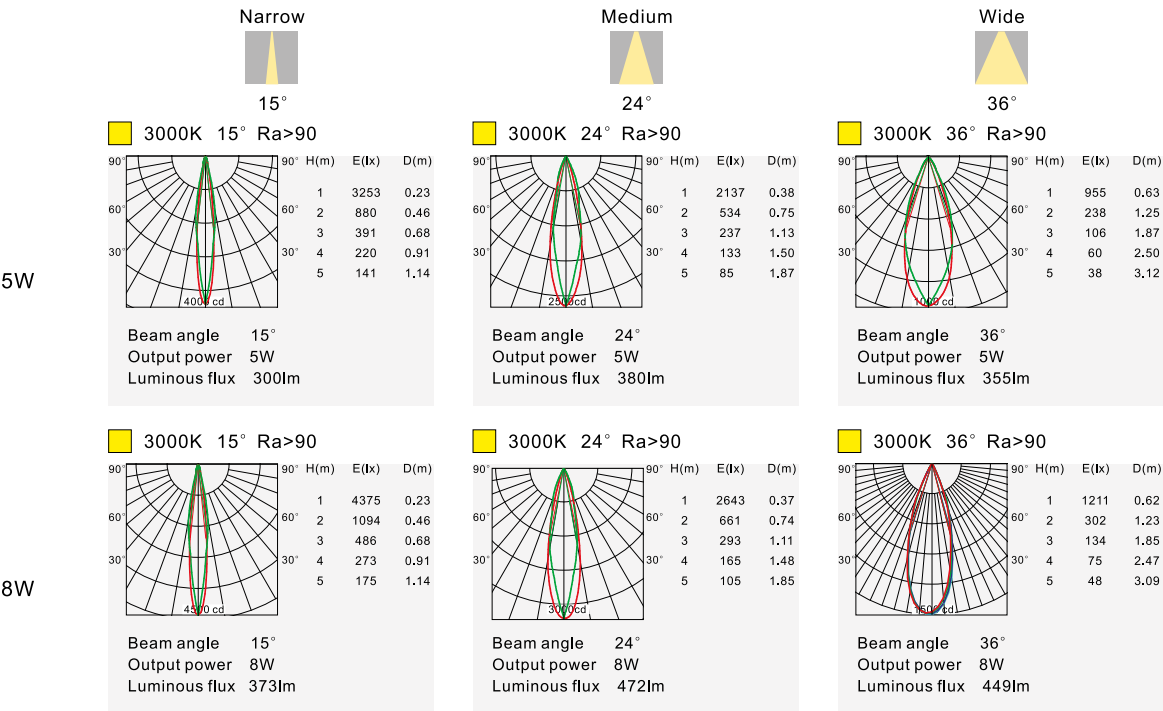 Narrow
15°
Medium
24°
Wide
36°
5W
3000K 15° Ra>90
90° 90° H(m) E(lx) D(m)
1 3253 0.23
60° 60° 2 880 0.46
3 391 0.68
30° 30° 4 220 0.91
5 141 1.14
4000 cd
Beam angle 15°
Output power 5W
Luminous flux 300lm
3000K 24° Ra>90
90° 90° H(m) E(lx) D(m)
1 2137 0.38
60° 60° 2 534 0.75
3 237 1.13
30° 30° 4 133 1.50
5 85 1.87
2500 cd
Beam angle 24°
Output power 5W
Luminous flux 380lm
3000K 36° Ra>90
90° 90° H(m) E(lx) D(m)
1 955 0.63
60° 60° 2 238 1.25
3 106 1.87
30° 30° 4 60 2.50
5 38 3.12
1000 cd
Beam angle 36°
Output power 5W
Luminous flux 355lm
8W
3000K 15° Ra>90
90° 90° H(m) E(lx) D(m)
1 4375 0.23
60° 60° 2 1094 0.46
3 486 0.68
30° 30° 4 273 0.91
5 175 1.14
4500 cd
Beam angle 15°
Output power 8W
Luminous flux 373lm
3000K 24° Ra>90
90° 90° H(m) E(lx) D(m)
1 2643 0.37
60° 60° 2 661 0.74
3 293 1.11
30° 30° 4 165 1.48
5 105 1.85
3000 cd
Beam angle 24°
Output power 8W
Luminous flux 472lm
3000K 36° Ra>90
90° 90° H(m) E(lx) D(m)
1 1211 0.62
60° 60° 2 302 1.23
3 134 1.85
30° 30° 4 75 2.47
5 48 3.09
1500 cd
Beam angle 36°
Output power 8W
Luminous flux 449lm